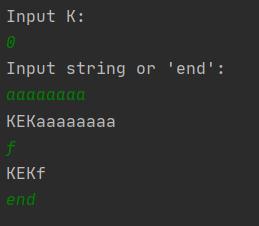 Input K:
0
Input string or 'end':
aaaaaaaa
KEKaaaaaaaa
f
KEKf
end